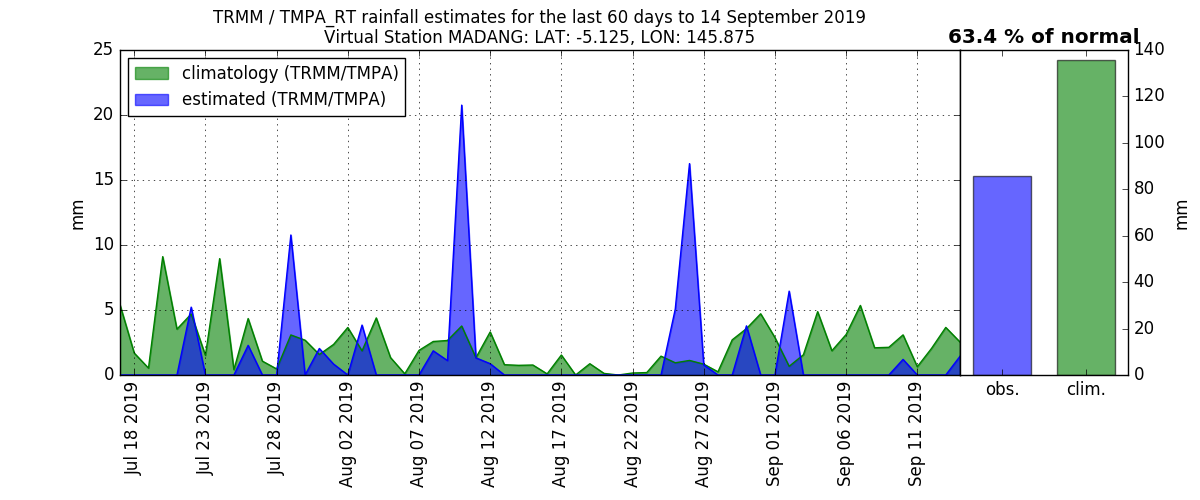 TRMM / TMPA_RT rainfall estimates for the last 60 days to 14 September 2019
Virtual Station MADANG: LAT: -5.125, LON: 145.875
63.4 % of normal
climatology (TRMM/TMPA)
estimated (TRMM/TMPA)
25
20
15
10
5
0
mm
Jul 18 2019
Jul 23 2019
Jul 28 2019
Aug 02 2019
Aug 07 2019
Aug 12 2019
Aug 17 2019
Aug 22 2019
Aug 27 2019
Sep 01 2019
Sep 06 2019
Sep 11 2019
140
120
100
80
60
40
20
0
mm
obs.
clim.